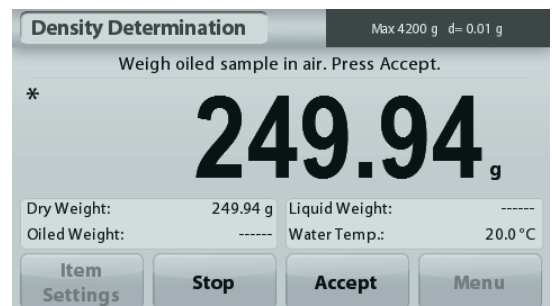 Density Determination
Max 4200 g d= 0.01 g
Weigh oiled sample in air. Press Accept.
*
249.94 g
Dry Weight: 249.94 g Liquid Weight: ------
Oiled Weight: ------ Water Temp.: 20.0 °C
Item Settings
Stop
Accept
Menu